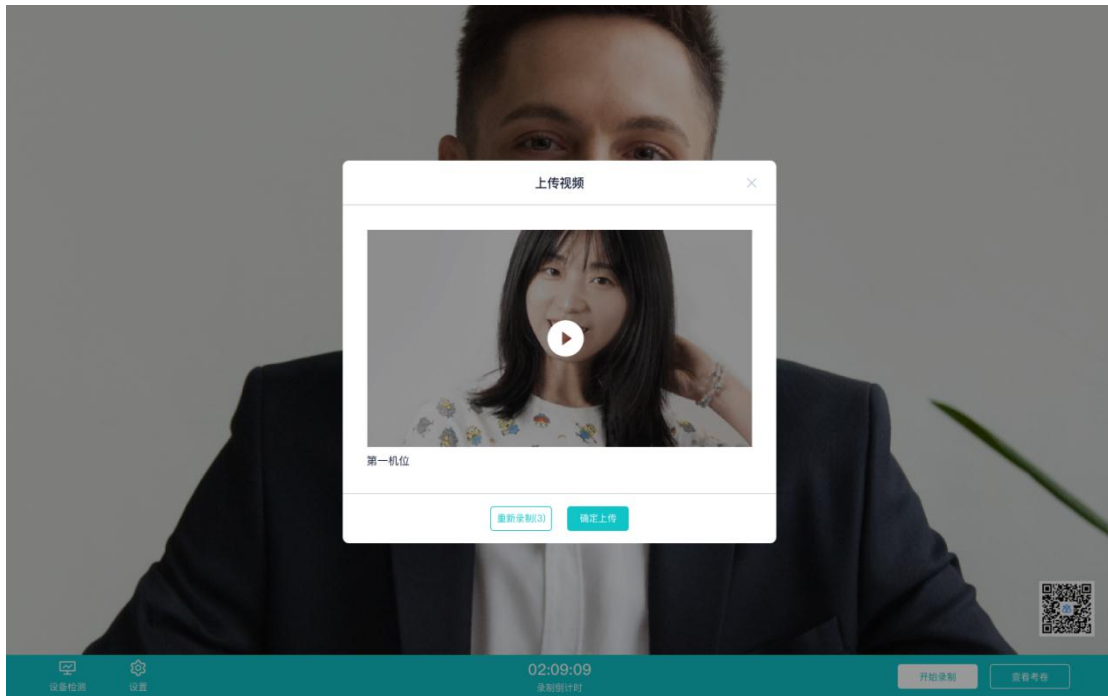 上传视频
第一机位
重新录制(3)
确定上传
设备检测
设置
02:09:09
录制倒计时
开始录制
查看考卷